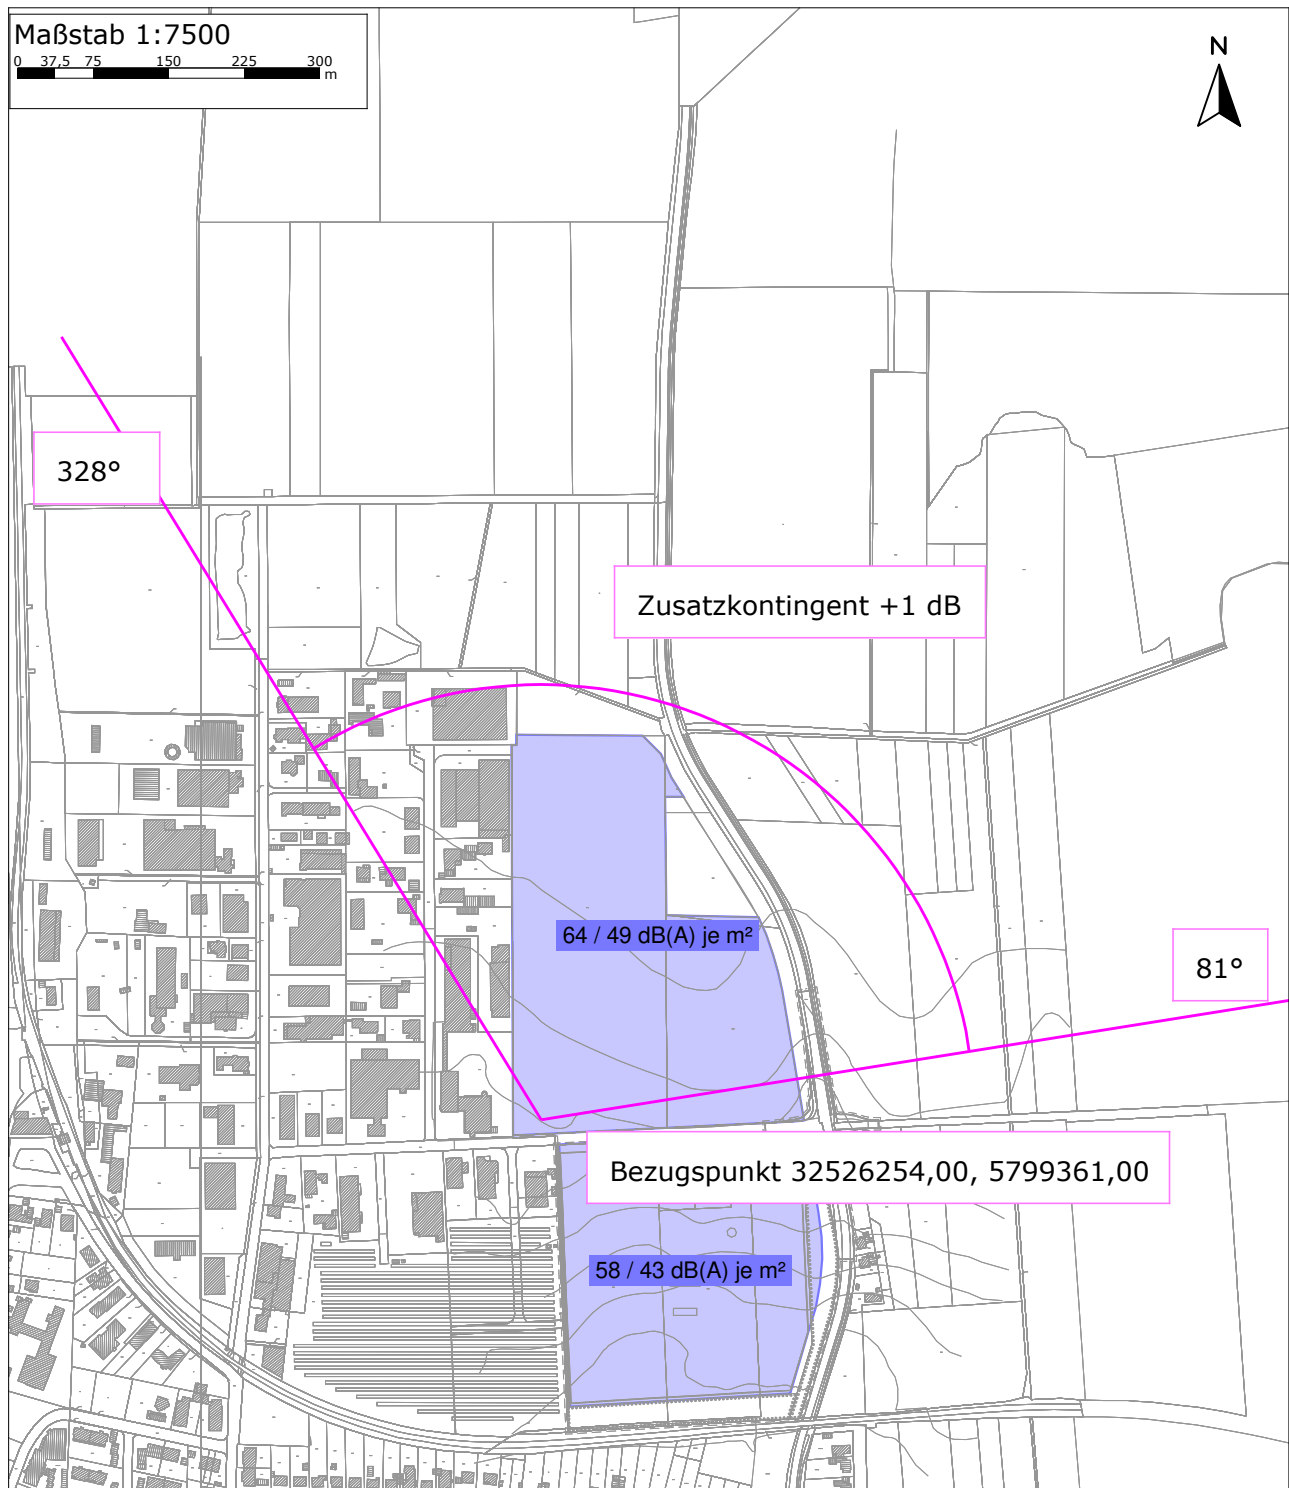 Maßstab 1:7500
0 37,5 75 150 225 300
m
N
328°
Zusatzkontingent +1 dB
64 / 49 dB(A) je m²
81°
Bezugspunkt 32526254,00, 5799361,00
58 / 43 dB(A) je m²